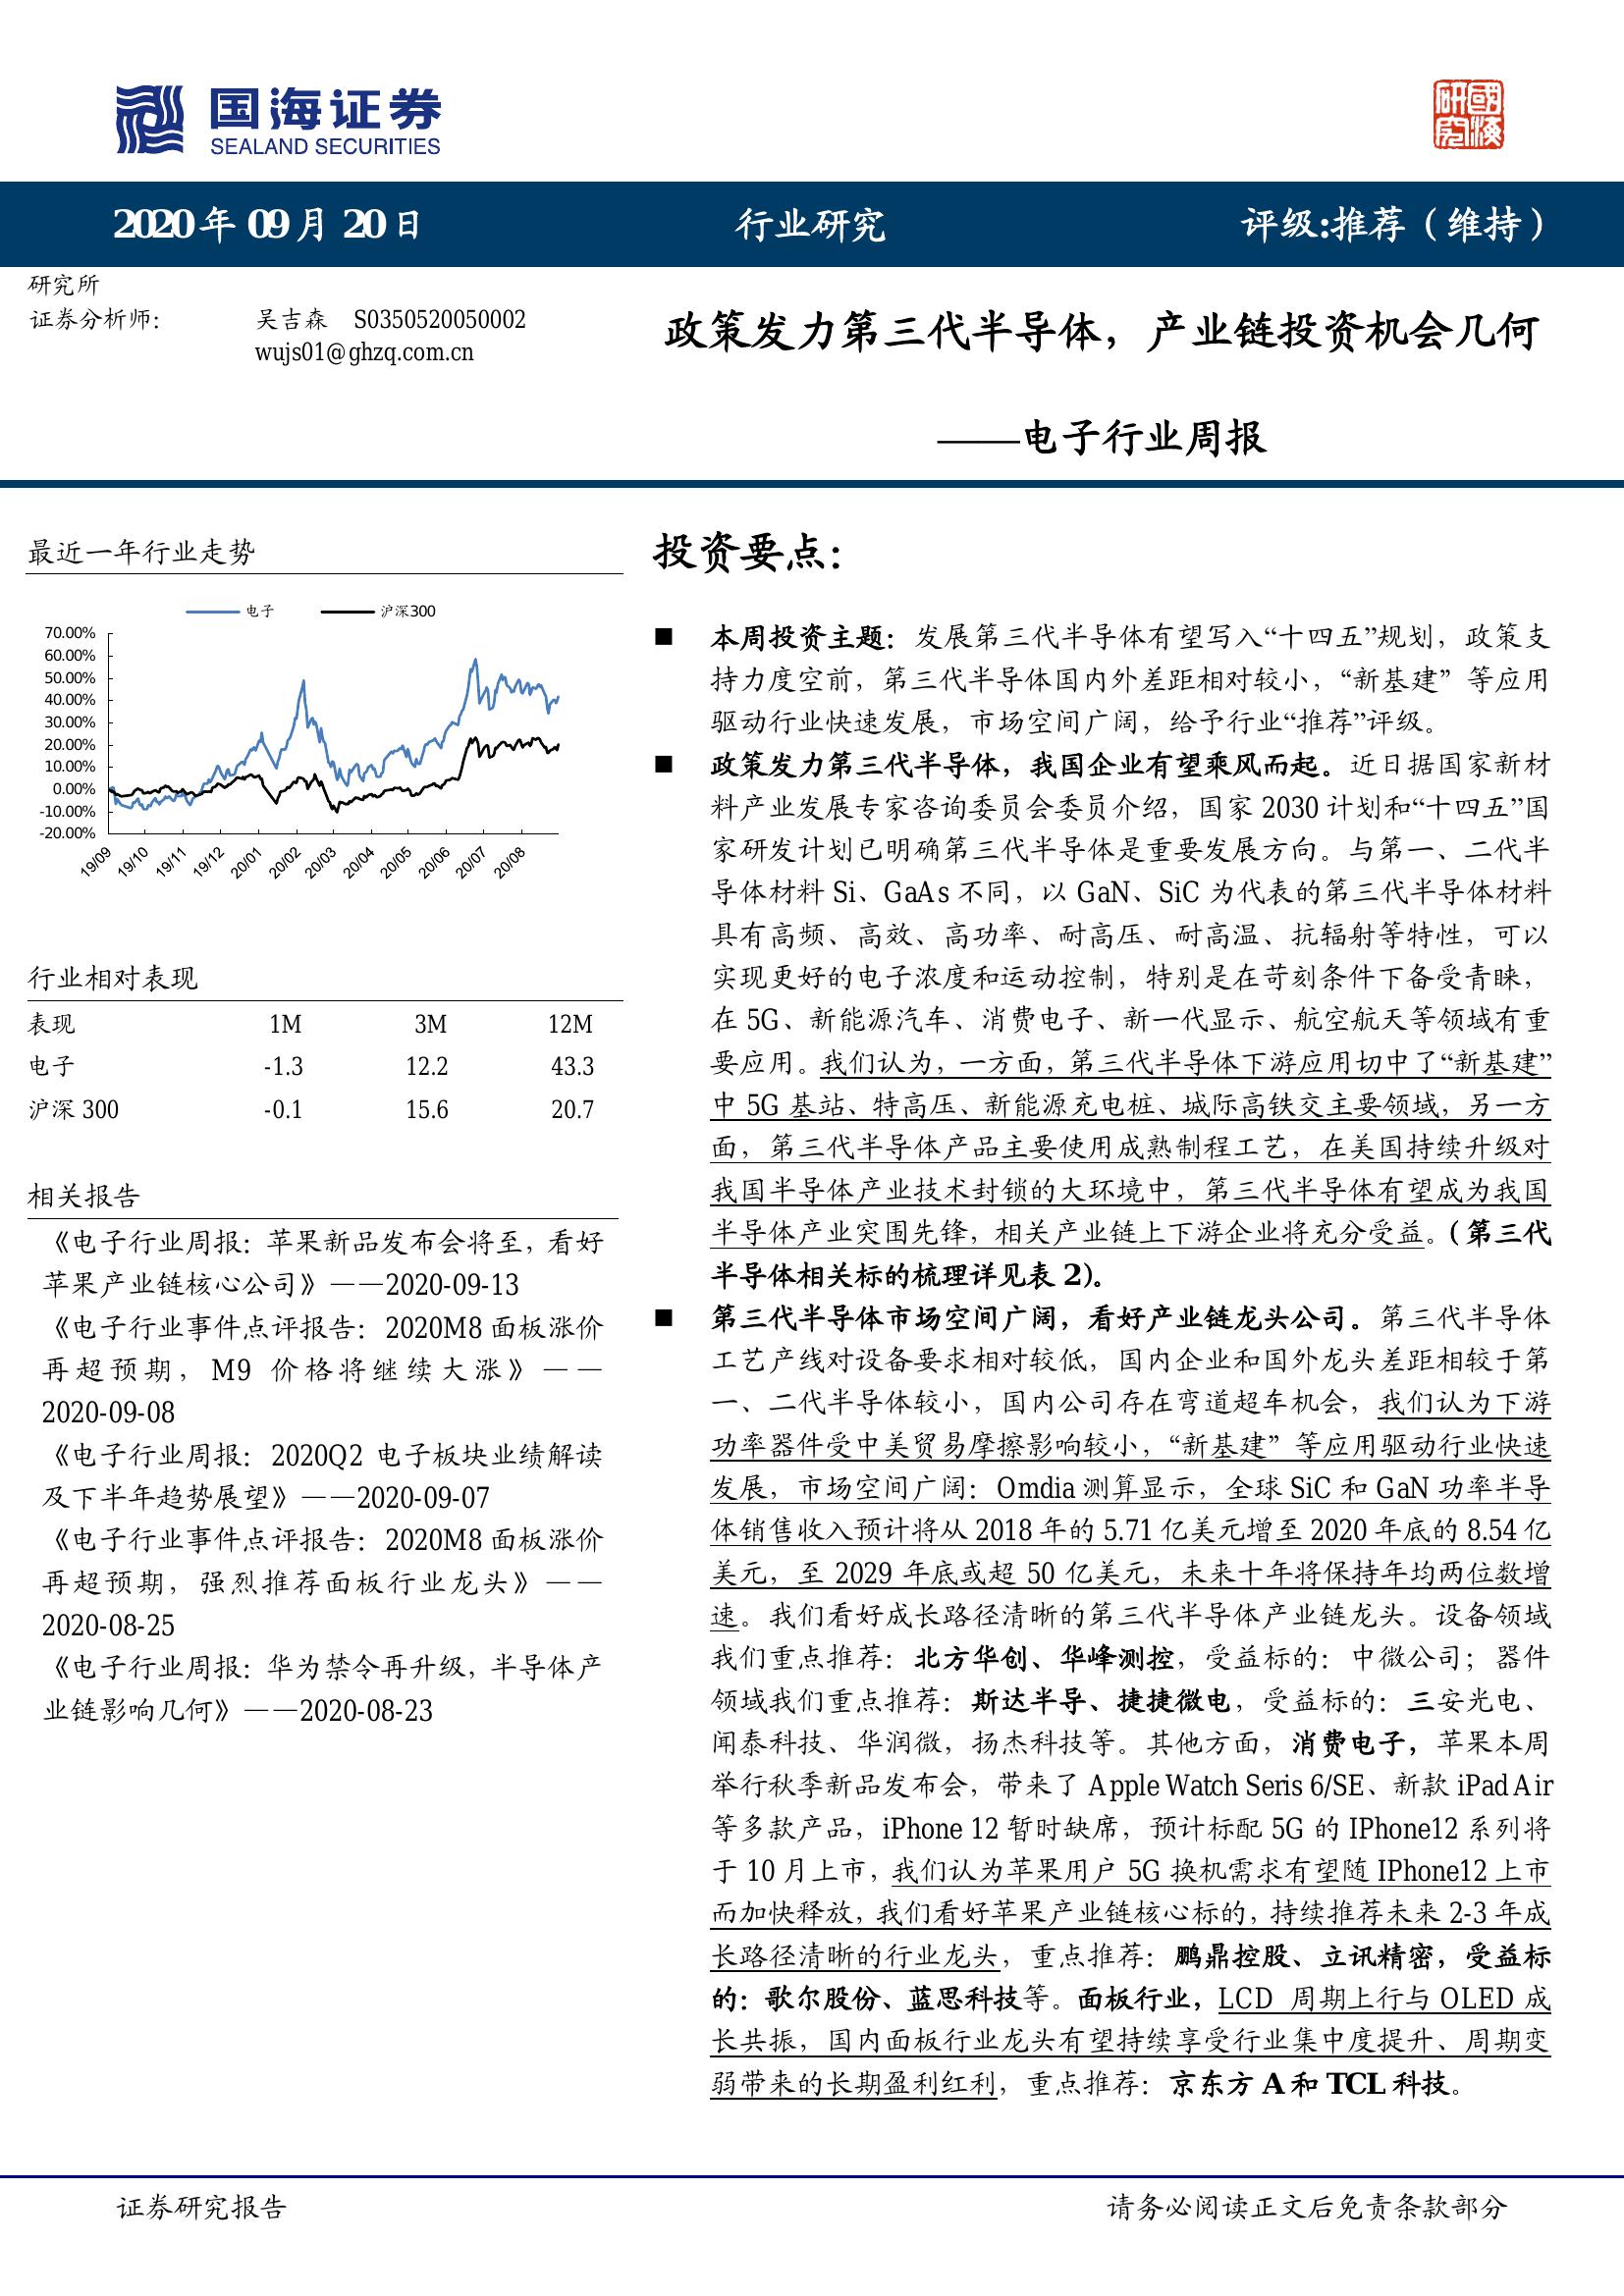 国海证券
SEALAND SECURITIES
研國
究海
2020 年 09 月 20 日
行业研究
评级:推荐（维持）
研究所
证券分析师：
吴吉森 S0350520050002
wujs01@ghzq.com.cn
政策发力第三代半导体，产业链投资机会几何
——电子行业周报
最近一年行业走势
电子
沪深300
70.00%
60.00%
50.00%
40.00%
30.00%
20.00%
10.00%
0.00%
-10.00%
-20.00%
19/09
19/10
19/11
19/12
20/01
20/02
20/03
20/04
20/05
20/06
20/07
20/08
行业相对表现
表现 1M 3M 12M
电子 -1.3 12.2 43.3
沪深 300 -0.1 15.6 20.7
相关报告
《电子行业周报：苹果新品发布会将至，看好
苹果产业链核心公司》——2020-09-13
《电子行业事件点评报告：2020M8 面板涨价
再超预期，M9 价格将继续大涨》——
2020-09-08
《电子行业周报：2020Q2 电子板块业绩解读
及下半年趋势展望》——2020-09-07
《电子行业事件点评报告：2020M8 面板涨价
再超预期，强烈推荐面板行业龙头》——
2020-08-25
《电子行业周报：华为禁令再升级，半导体产
业链影响几何》——2020-08-23
投资要点：
■ 本周投资主题：发展第三代半导体有望写入“十四五”规划，政策支
持力度空前，第三代半导体国内外差距相对较小，“新基建”等应用
驱动行业快速发展，市场空间广阔，给予行业“推荐”评级。
■ 政策发力第三代半导体，我国企业有望乘风而起。近日据国家新材
料产业发展专家咨询委员会委员介绍，国家 2030 计划和“十四五”国
家研发计划已明确第三代半导体是重要发展方向。与第一、二代半
导体材料 Si、GaAs 不同，以 GaN、SiC 为代表的第三代半导体材料
具有高频、高效、高功率、耐高压、耐高温、抗辐射等特性，可以
实现更好的电子浓度和运动控制，特别是在苛刻条件下备受青睐，
在 5G、新能源汽车、消费电子、新一代显示、航空航天等领域有重
要应用。我们认为，一方面，第三代半导体下游应用切中了“新基建”
中 5G 基站、特高压、新能源充电桩、城际高铁交主要领域，另一方
面，第三代半导体产品主要使用成熟制程工艺，在美国持续升级对
我国半导体产业技术封锁的大环境中，第三代半导体有望成为我国
半导体产业突围先锋，相关产业链上下游企业将充分受益。(第三代
半导体相关标的梳理详见表 2)。
■ 第三代半导体市场空间广阔，看好产业链龙头公司。第三代半导体
工艺产线对设备要求相对较低，国内企业和国外龙头差距相较于第
一、二代半导体较小，国内公司存在弯道超车机会，我们认为下游
功率器件受中美贸易摩擦影响较小，“新基建”等应用驱动行业快速
发展，市场空间广阔：Omdia 测算显示，全球 SiC 和 GaN 功率半导
体销售收入预计将从 2018 年的 5.71 亿美元增至 2020 年底的 8.54 亿
美元，至 2029 年底或超 50 亿美元，未来十年将保持年均两位数增
速。我们看好成长路径清晰的第三代半导体产业链龙头。设备领域
我们重点推荐：北方华创、华峰测控，受益标的：中微公司；器件
领域我们重点推荐：斯达半导、捷捷微电，受益标的：三安光电、
闻泰科技、华润微，扬杰科技等。其他方面，消费电子，苹果本周
举行秋季新品发布会，带来了 Apple Watch Seris 6/SE、新款 iPad Air
等多款产品，iPhone 12 暂时缺席，预计标配 5G 的 IPhone12 系列将
于 10 月上市，我们认为苹果用户 5G 换机需求有望随 IPhone12 上市
而加快释放，我们看好苹果产业链核心标的，持续推荐未来 2-3 年成
长路径清晰的行业龙头，重点推荐：鹏鼎控股、立讯精密，受益标
的：歌尔股份、蓝思科技等。面板行业，LCD 周期上行与 OLED 成
长共振，国内面板行业龙头有望持续享受行业集中度提升、周期变
弱带来的长期盈利红利，重点推荐：京东方 A 和 TCL 科技。
证券研究报告
请务必阅读正文后免责条款部分